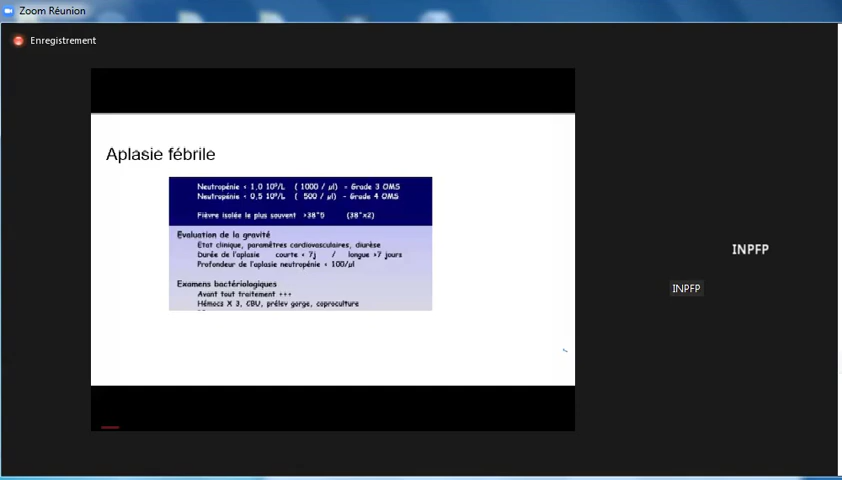 Zoom Réunion
Enregistrement
Aplasie fébrile
Neutropénie < 1,0 10⁹/L ( 1000 / µl) = Grade 3 OMS
Neutropénie < 0,5 10⁹/L ( 500 / µl) = Grade 4 OMS
Fièvre isolée le plus souvent >38°5 (38°x2)
Evaluation de la gravité
Etat clinique, paramètres cardiovasculaires, diurèse
Durée de l'aplasie courte < 7j / longue >7 jours
Profondeur de l'aplasie neutropénie < 100/µl
Examens bactériologiques
Avant tout traitement +++
Hémocs X 3, CBU, prélev gorge, coproculture
INPFP
INPFP